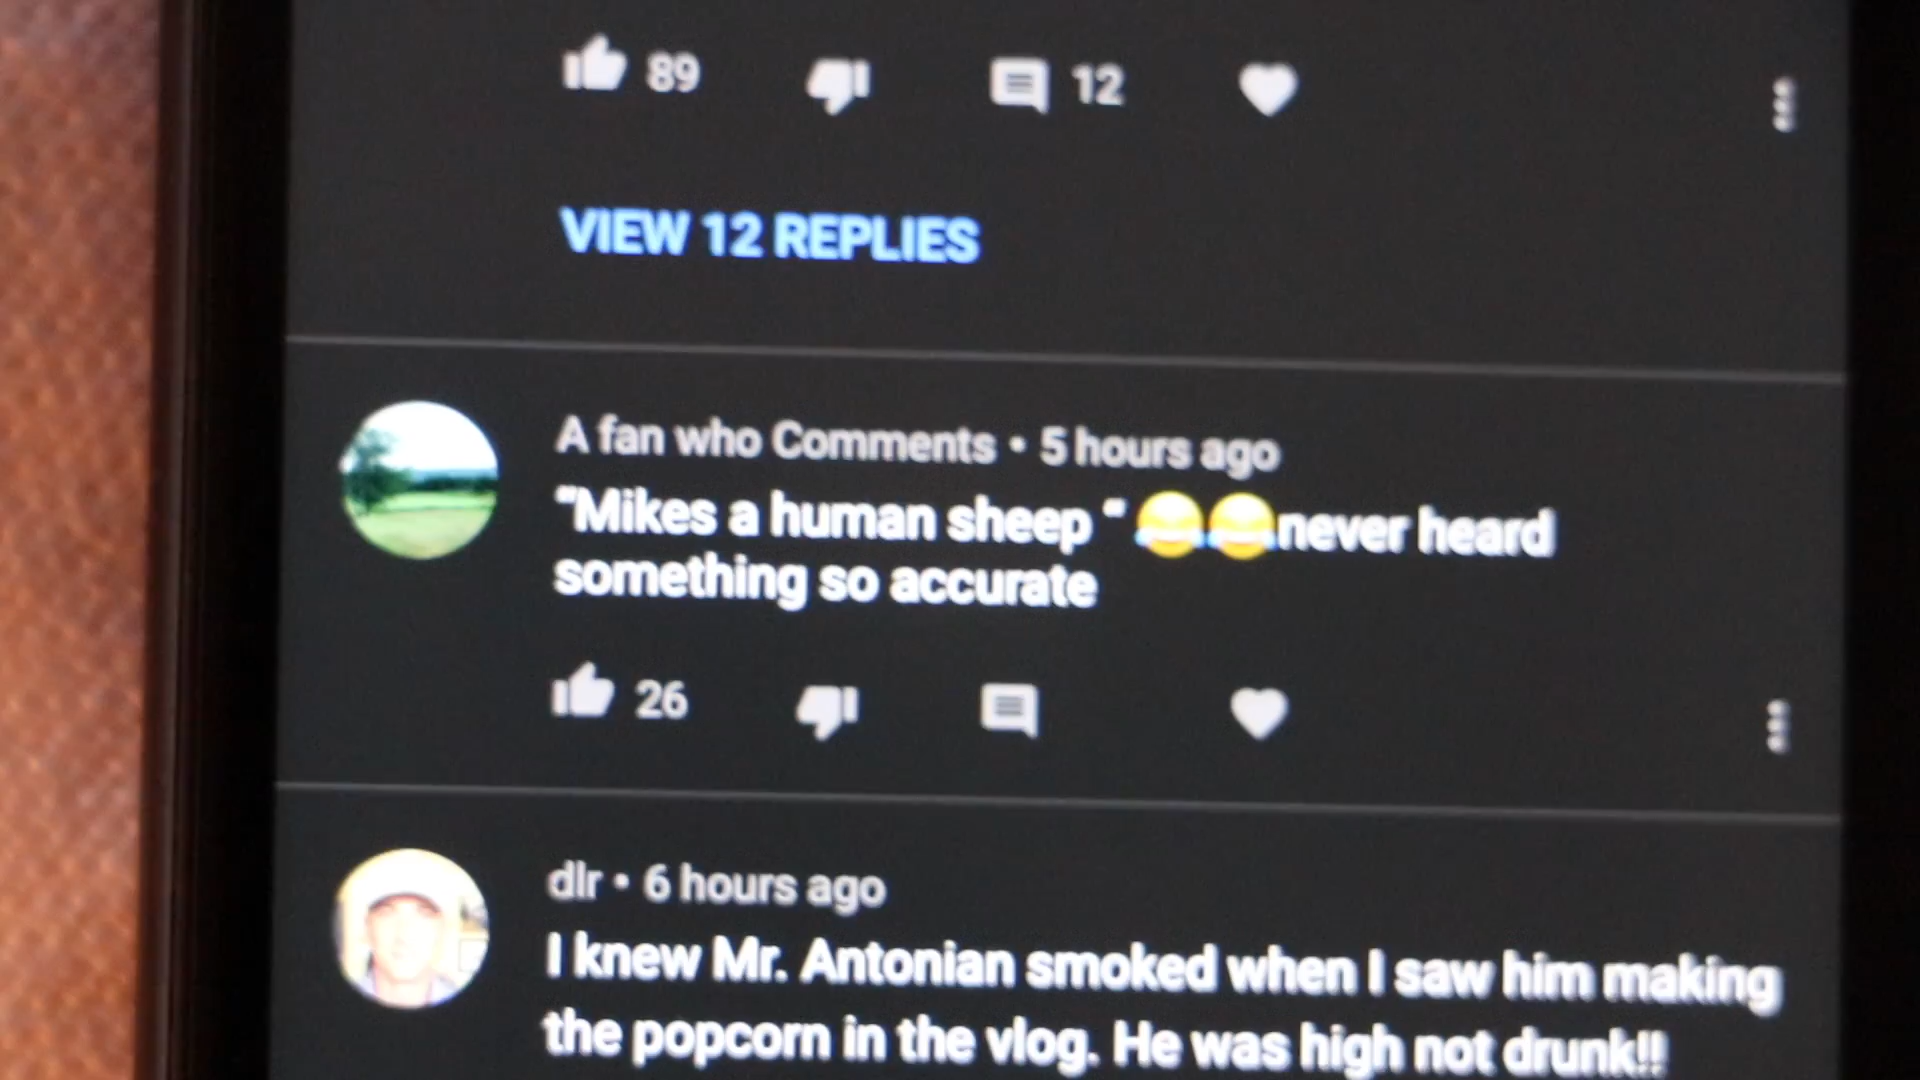 89 12
VIEW 12 REPLIES
A fan who Comments • 5 hours ago
“Mikes a human sheep “ 😂😂never heard
something so accurate
26
dlr • 6 hours ago
I knew Mr. Antonian smoked when I saw him making
the popcorn in the vlog. He was high not drunk!!